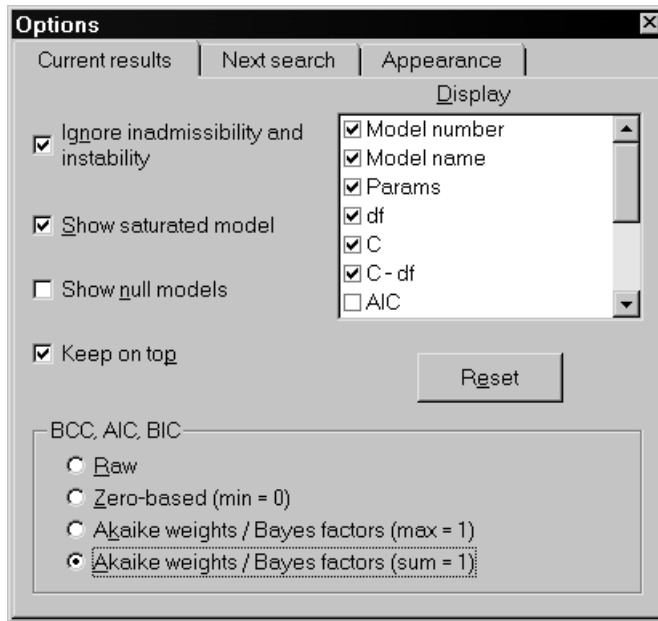 Options
Current results
Next search
Appearance
Display
Ignore inadmissibility and
instability
Show saturated model
Show null models
Keep on top
Model number
Model name
Params
df
C
C - df
AIC
Reset
BCC, AIC, BIC
Raw
Zero-based (min = 0)
Akaike weights / Bayes factors (max = 1)
Akaike weights / Bayes factors (sum = 1)